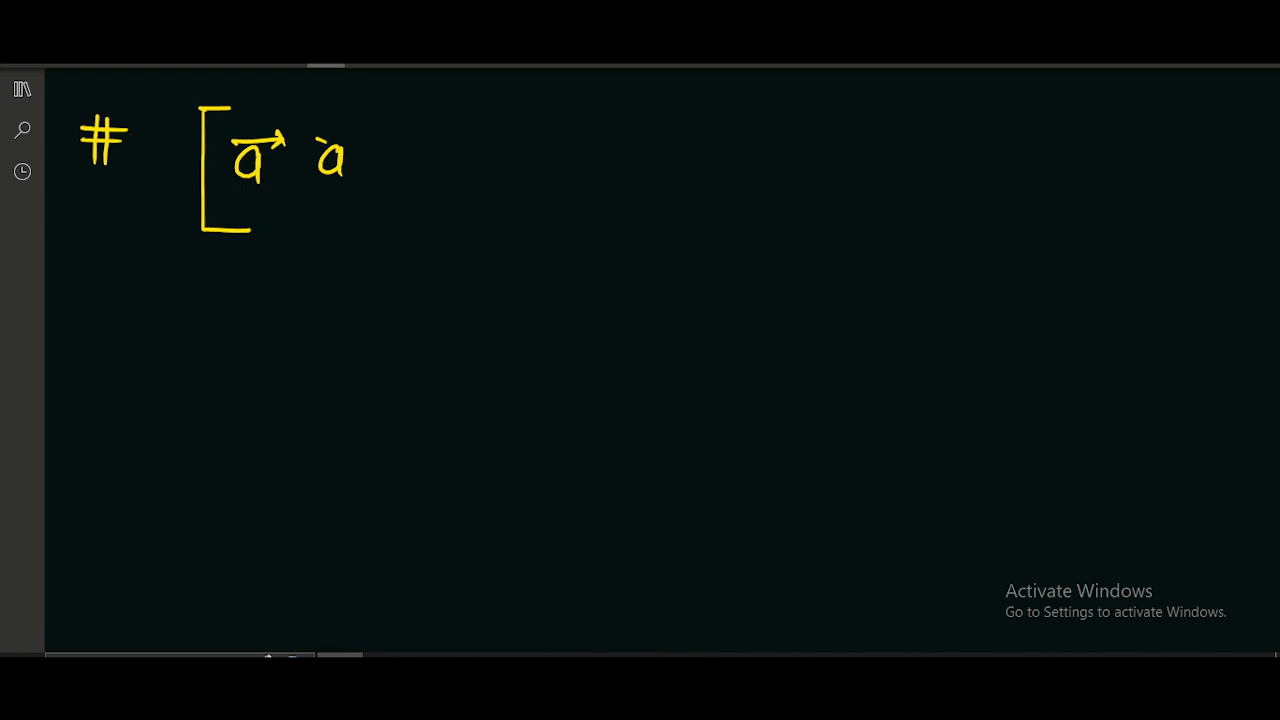 # [ a⃗ a
Activate Windows
Go to Settings to activate Windows.